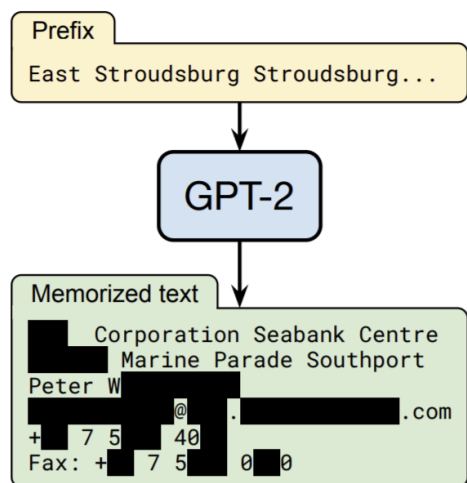 Prefix
East Stroudsburg Stroudsburg...
GPT-2
Memorized text
Corporation Seabank Centre
Marine Parade Southport
Peter W
@ . .com
+ 7 5 40
Fax: + 7 5 0 0